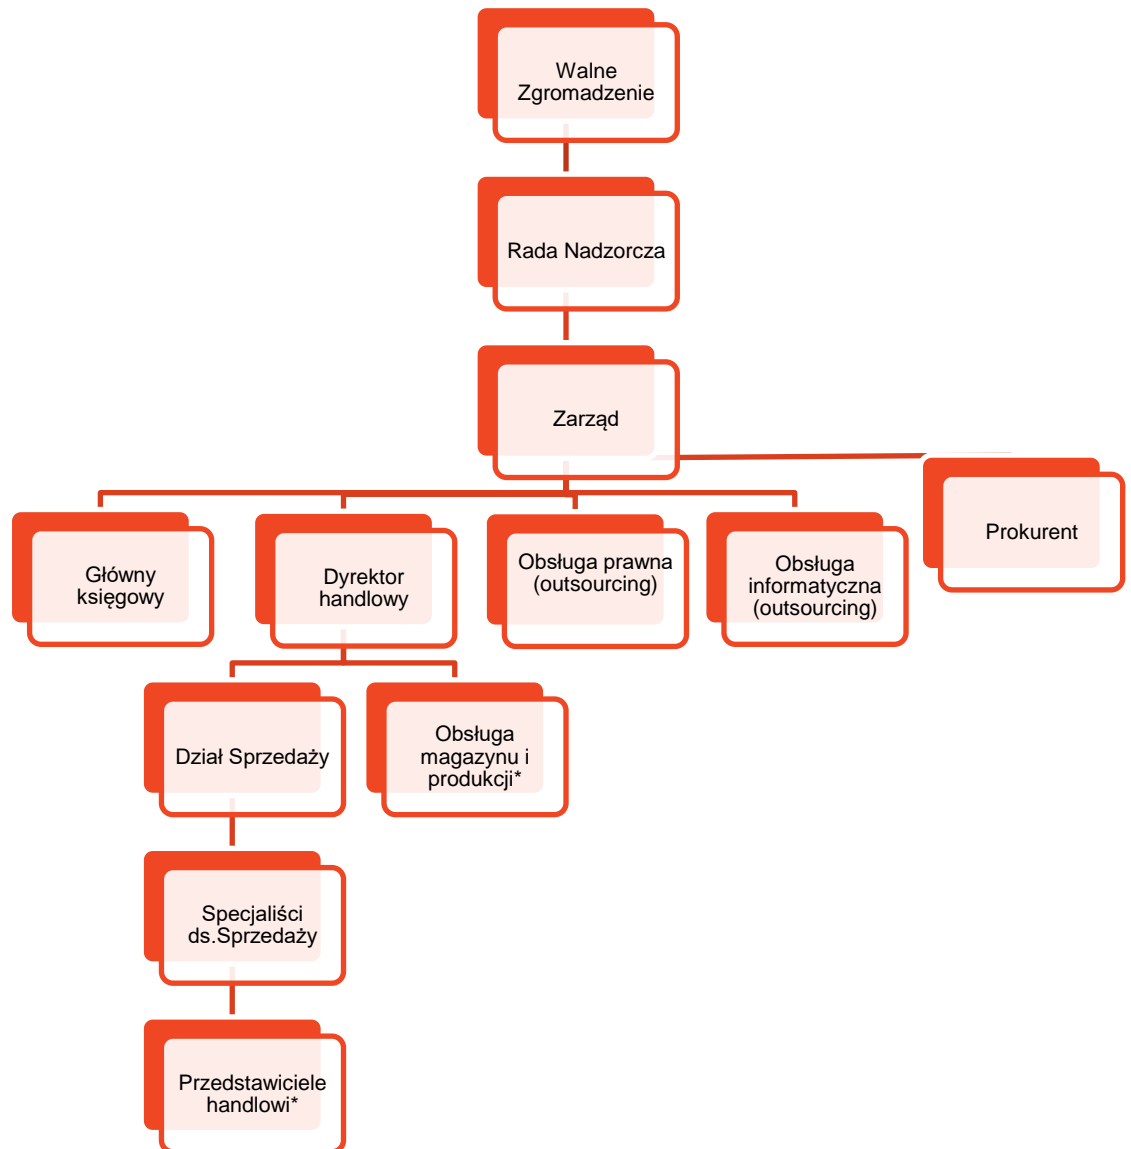 Walne
Zgromadzenie
Rada Nadzorcza
Zarząd
Prokurent
Główny
księgowy
Dyrektor
handlowy
Obsługa prawna
(outsourcing)
Obsługa
informatyczna
(outsourcing)
Dział Sprzedaży
Obsługa
magazynu i
produkcji*
Specjaliści
ds.Sprzedaży
Przedstawiciele
handlowi*